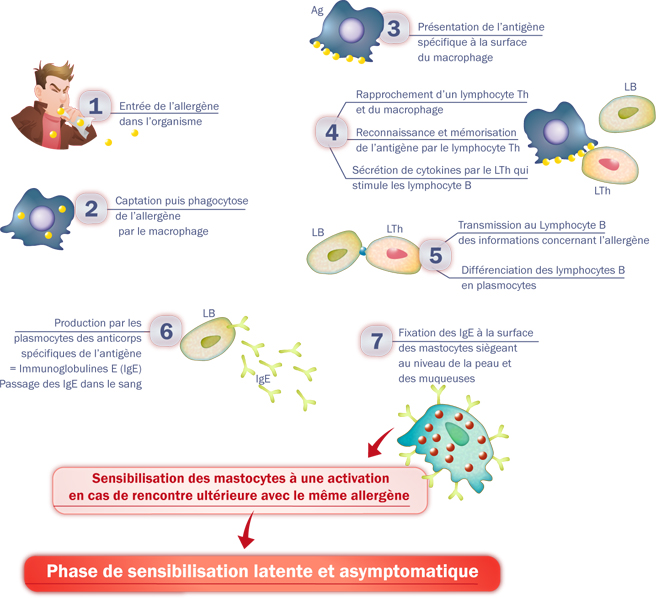 1
Entrée de l'allergène
dans l'organisme
2
Captation puis phagocytose
de l'allergène
par le macrophage
Ag
3
Présentation de l'antigène
spécifique à la surface
du macrophage
4
Rapprochement d'un lymphocyte Th
et du macrophage
Reconnaissance et mémorisation
de l'antigène par le lymphocyte Th
Sécrétion de cytokines par le LTh qui
stimule les lymphocyte B
LB
LTh
LB
LTh
5
Transmission au Lymphocyte B
des informations concernant l'allergène
Différenciation des lymphocytes B
en plasmocytes
6
Production par les
plasmocytes des anticorps
spécifiques de l'antigène
= Immunoglobulines E (IgE)
Passage des IgE dans le sang
LB
IgE
7
Fixation des IgE à la surface
des mastocytes siégeant
au niveau de la peau et
des muqueuses
Sensibilisation des mastocytes à une activation
en cas de rencontre ultérieure avec le même allergène
Phase de sensibilisation latente et asymptomatique